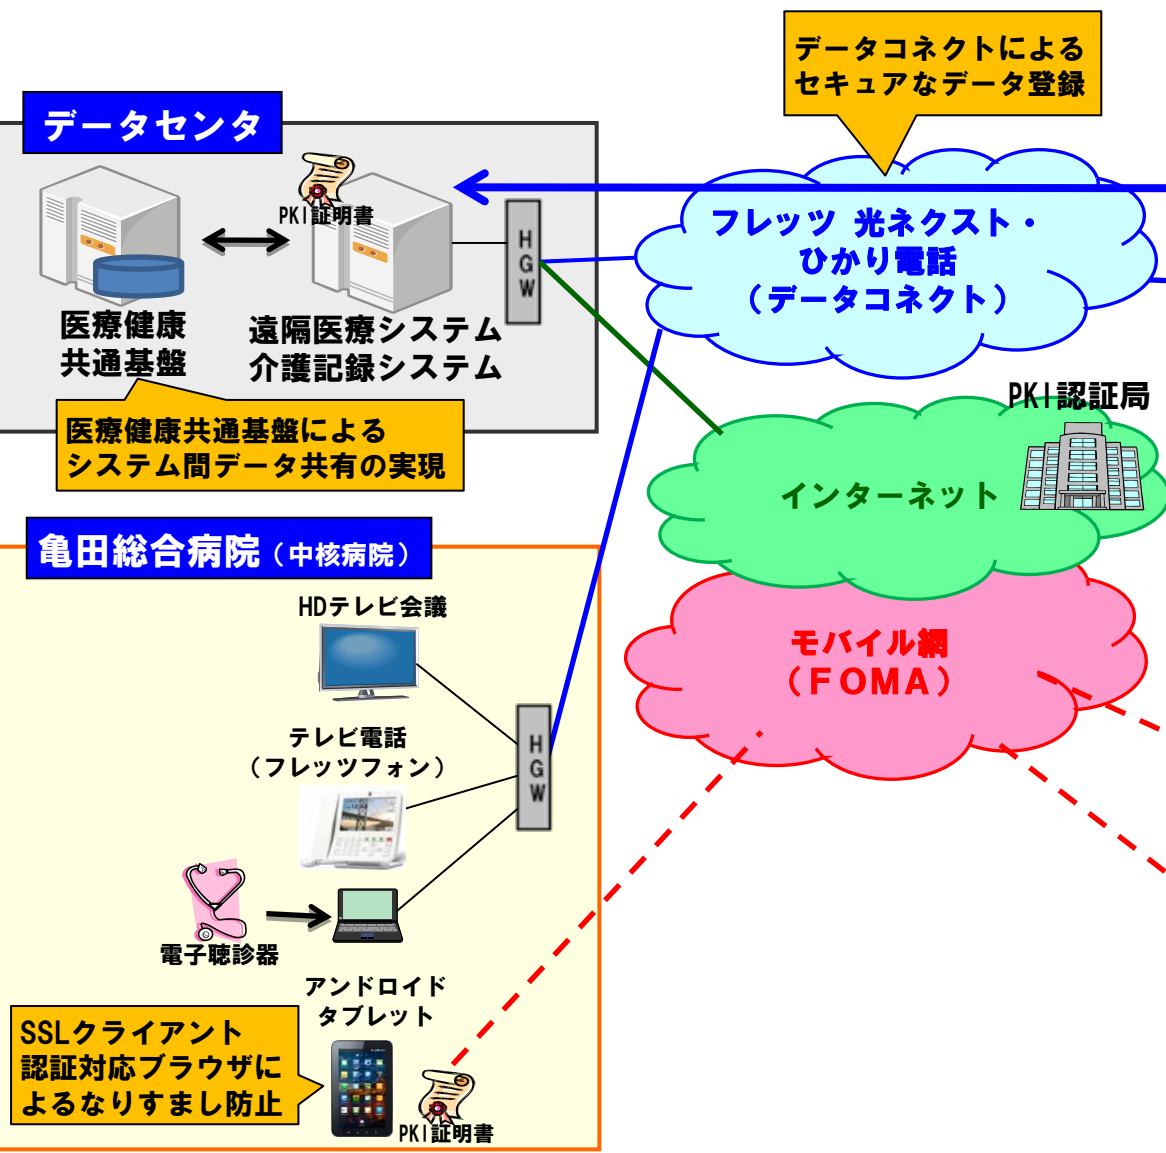 データコネクトによる
セキュアなデータ登録
データセンタ
PKI証明書
H
G
W
医療健康
共通基盤
遠隔医療システム
介護記録システム
医療健康共通基盤による
システム間データ共有の実現
フレッツ 光ネクスト・
ひかり電話
（データコネクト）
PKI認証局
インターネット
モバイル網
（FOMA）
亀田総合病院（中核病院）
HDテレビ会議
テレビ電話
（フレッツフォン）
H
G
W
電子聴診器
アンドロイド
タブレット
SSLクライアント
認証対応ブラウザに
よるなりすまし防止
PKI証明書